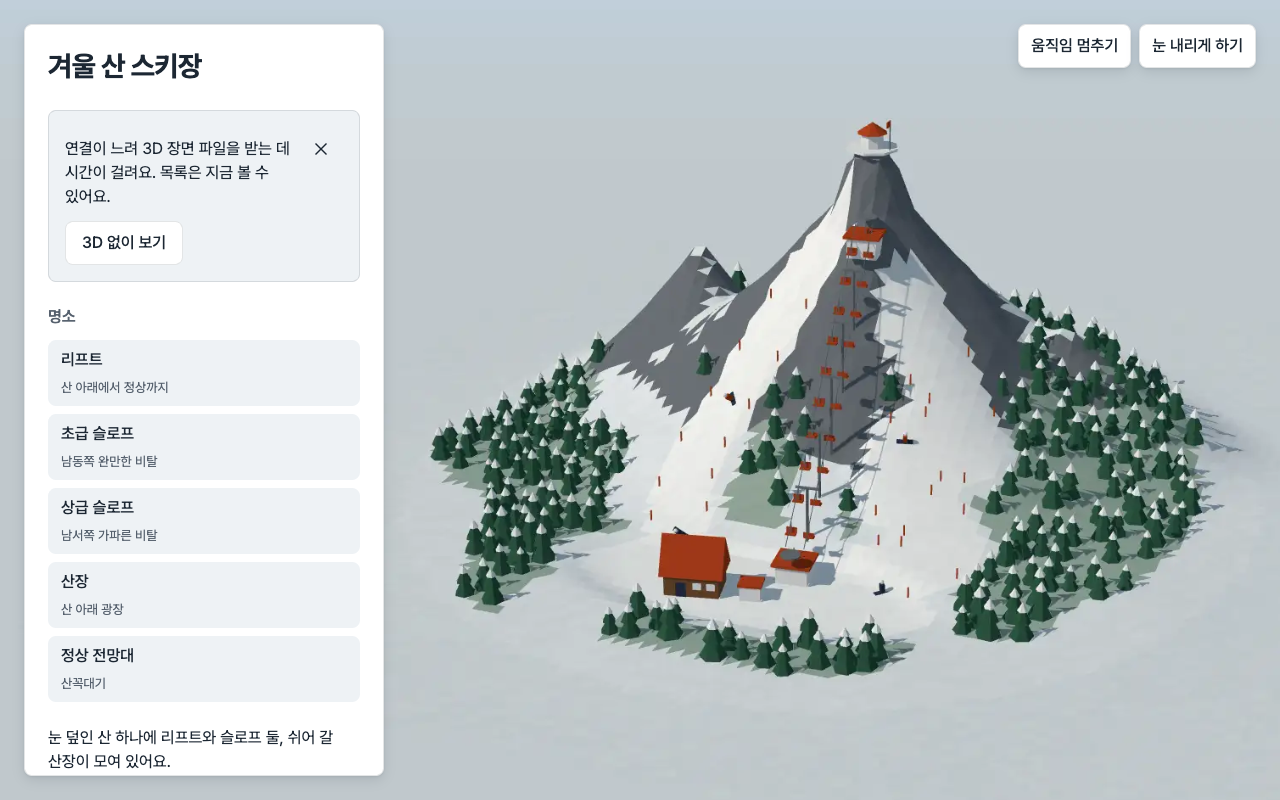 겨울 산 스키장
움직임 멈추기
눈 내리게 하기
연결이 느려 3D 장면 파일을 받는 데
시간이 걸려요. 목록은 지금 볼 수
있어요.
3D 없이 보기
명소
리프트
산 아래에서 정상까지
초급 슬로프
남동쪽 완만한 비탈
상급 슬로프
남서쪽 가파른 비탈
산장
산 아래 광장
정상 전망대
산꼭대기
눈 덮인 산 하나에 리프트와 슬로프 둘, 쉬어 갈
산장이 모여 있어요.